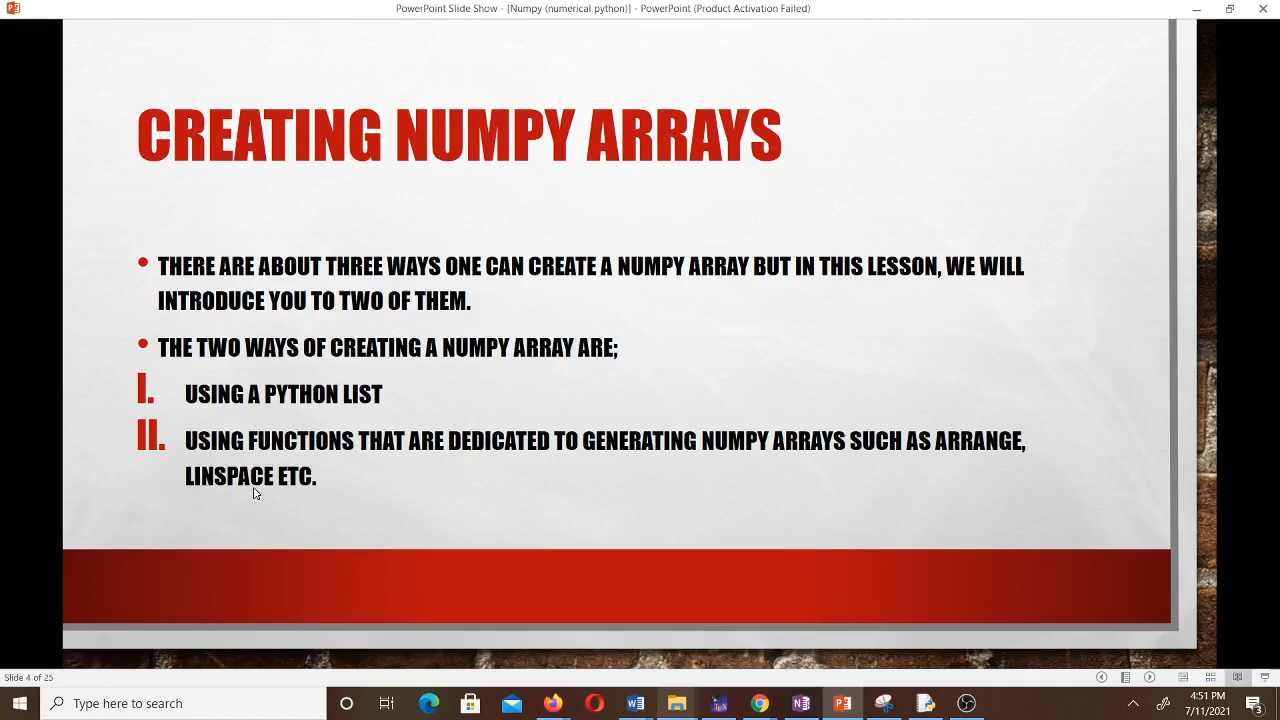 PowerPoint Slide Show - [Numpy (numerical python)] - PowerPoint (Product Activation Failed)
CREATING NUMPY ARRAYS
• THERE ARE ABOUT THREE WAYS ONE CAN CREATE A NUMPY ARRAY BUT IN THIS LESSON, WE WILL
INTRODUCE YOU TO TWO OF THEM.
• THE TWO WAYS OF CREATING A NUMPY ARRAY ARE;
I. USING A PYTHON LIST
II. USING FUNCTIONS THAT ARE DEDICATED TO GENERATING NUMPY ARRAYS SUCH AS ARRANGE,
LINSPACE ETC.
Slide 4 of 25
Type here to search
4:51 PM
7/11/2021
3